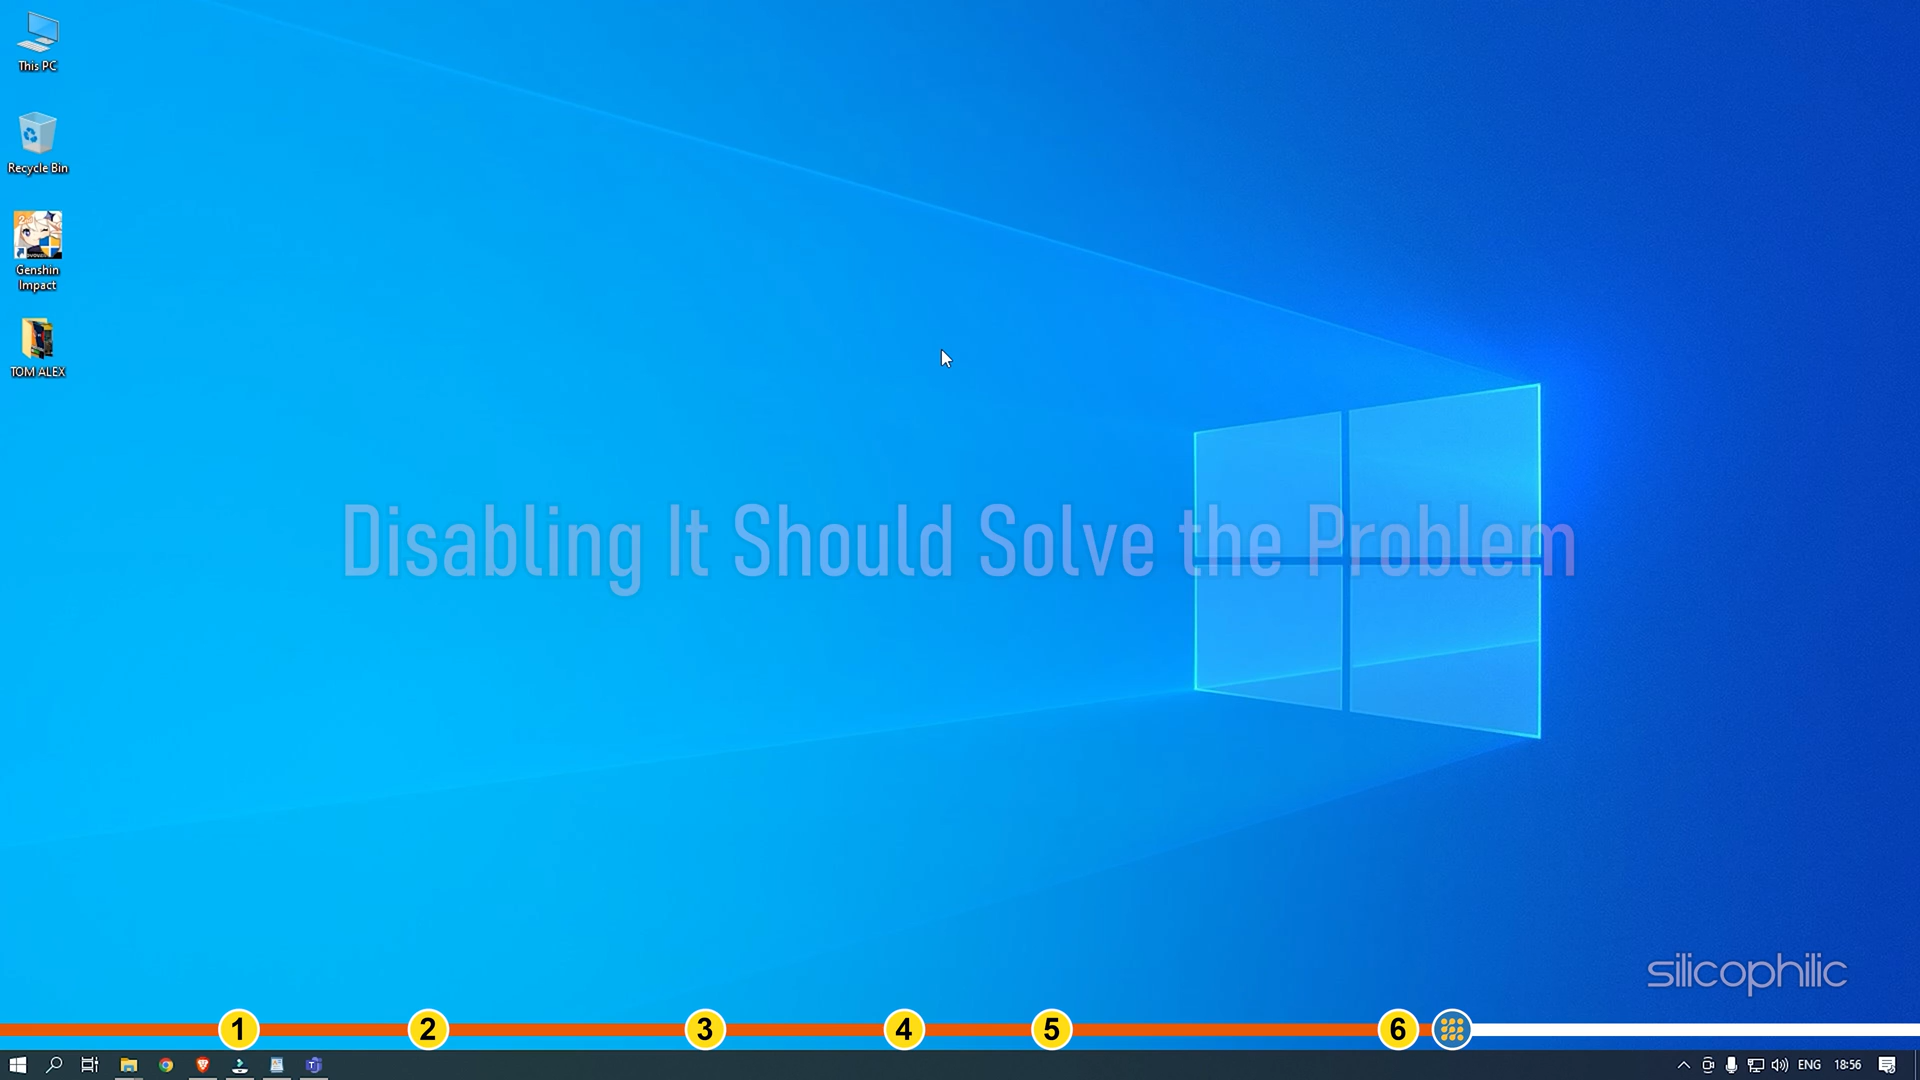 This PC
Recycle Bin
Genshin
Impact
TOM ALEX
Disabling It Should Solve the Problem
silicophilic
1 2 3 4 5 6
ENG 18:56